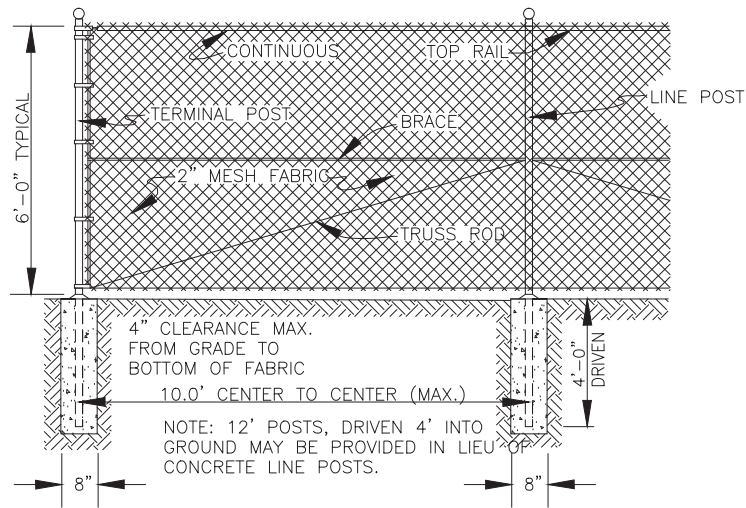 CONTINUOUS
TOP RAIL
LINE POST
TERMINAL POST
BRACE
6'-0" TYPICAL
2" MESH FABRIC
TRUSS ROD
4" CLEARANCE MAX.
FROM GRADE TO
BOTTOM OF FABRIC
4'-0"
DRIVEN
10.0' CENTER TO CENTER (MAX.)
NOTE: 12' POSTS, DRIVEN 4' INTO
GROUND MAY BE PROVIDED IN LIEU OF
CONCRETE LINE POSTS.
8"
8"